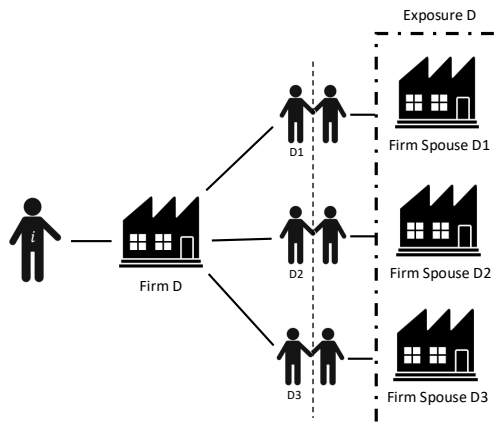 Exposure D
D1
Firm Spouse D1
i
Firm D
D2
Firm Spouse D2
D3
Firm Spouse D3